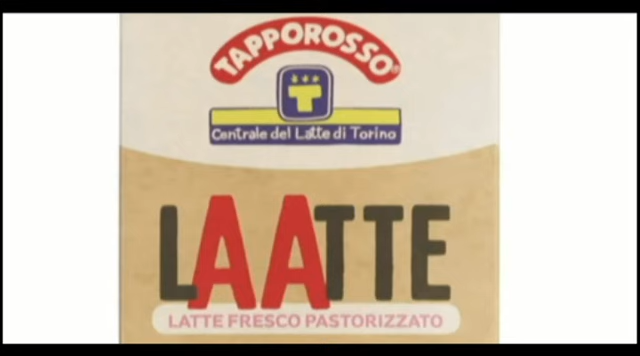 TAPPOROSSO®
T
Centrale del Latte di Torino
LAATTE
LATTE FRESCO PASTORIZZATO